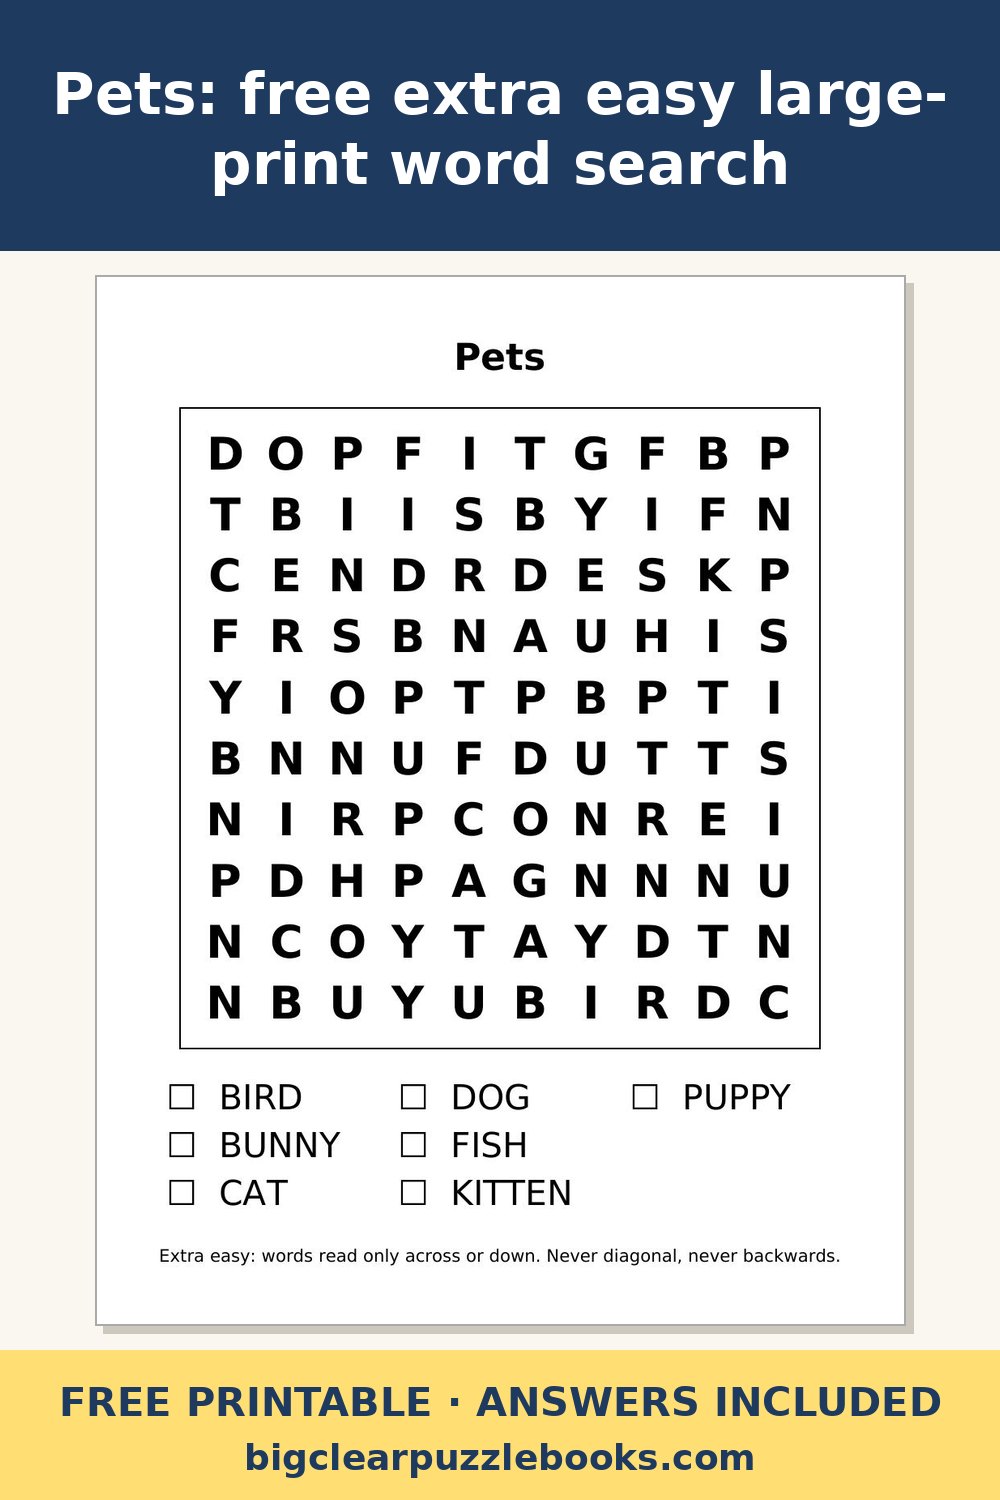 Pets: free extra easy large-
print word search
Pets
D O P F I T G F B P
T B I I S B Y I F N
C E N D R D E S K P
F R S B N A U H I S
Y I O P T P B P T I
B N N U F D U T T S
N I R P C O N R E I
P D H P A G N N N U
N C O Y T A Y D T N
N B U Y U B I R D C
☐ BIRD ☐ DOG ☐ PUPPY
☐ BUNNY ☐ FISH
☐ CAT ☐ KITTEN
Extra easy: words read only across or down. Never diagonal, never backwards.
FREE PRINTABLE · ANSWERS INCLUDED
bigclearpuzzlebooks.com